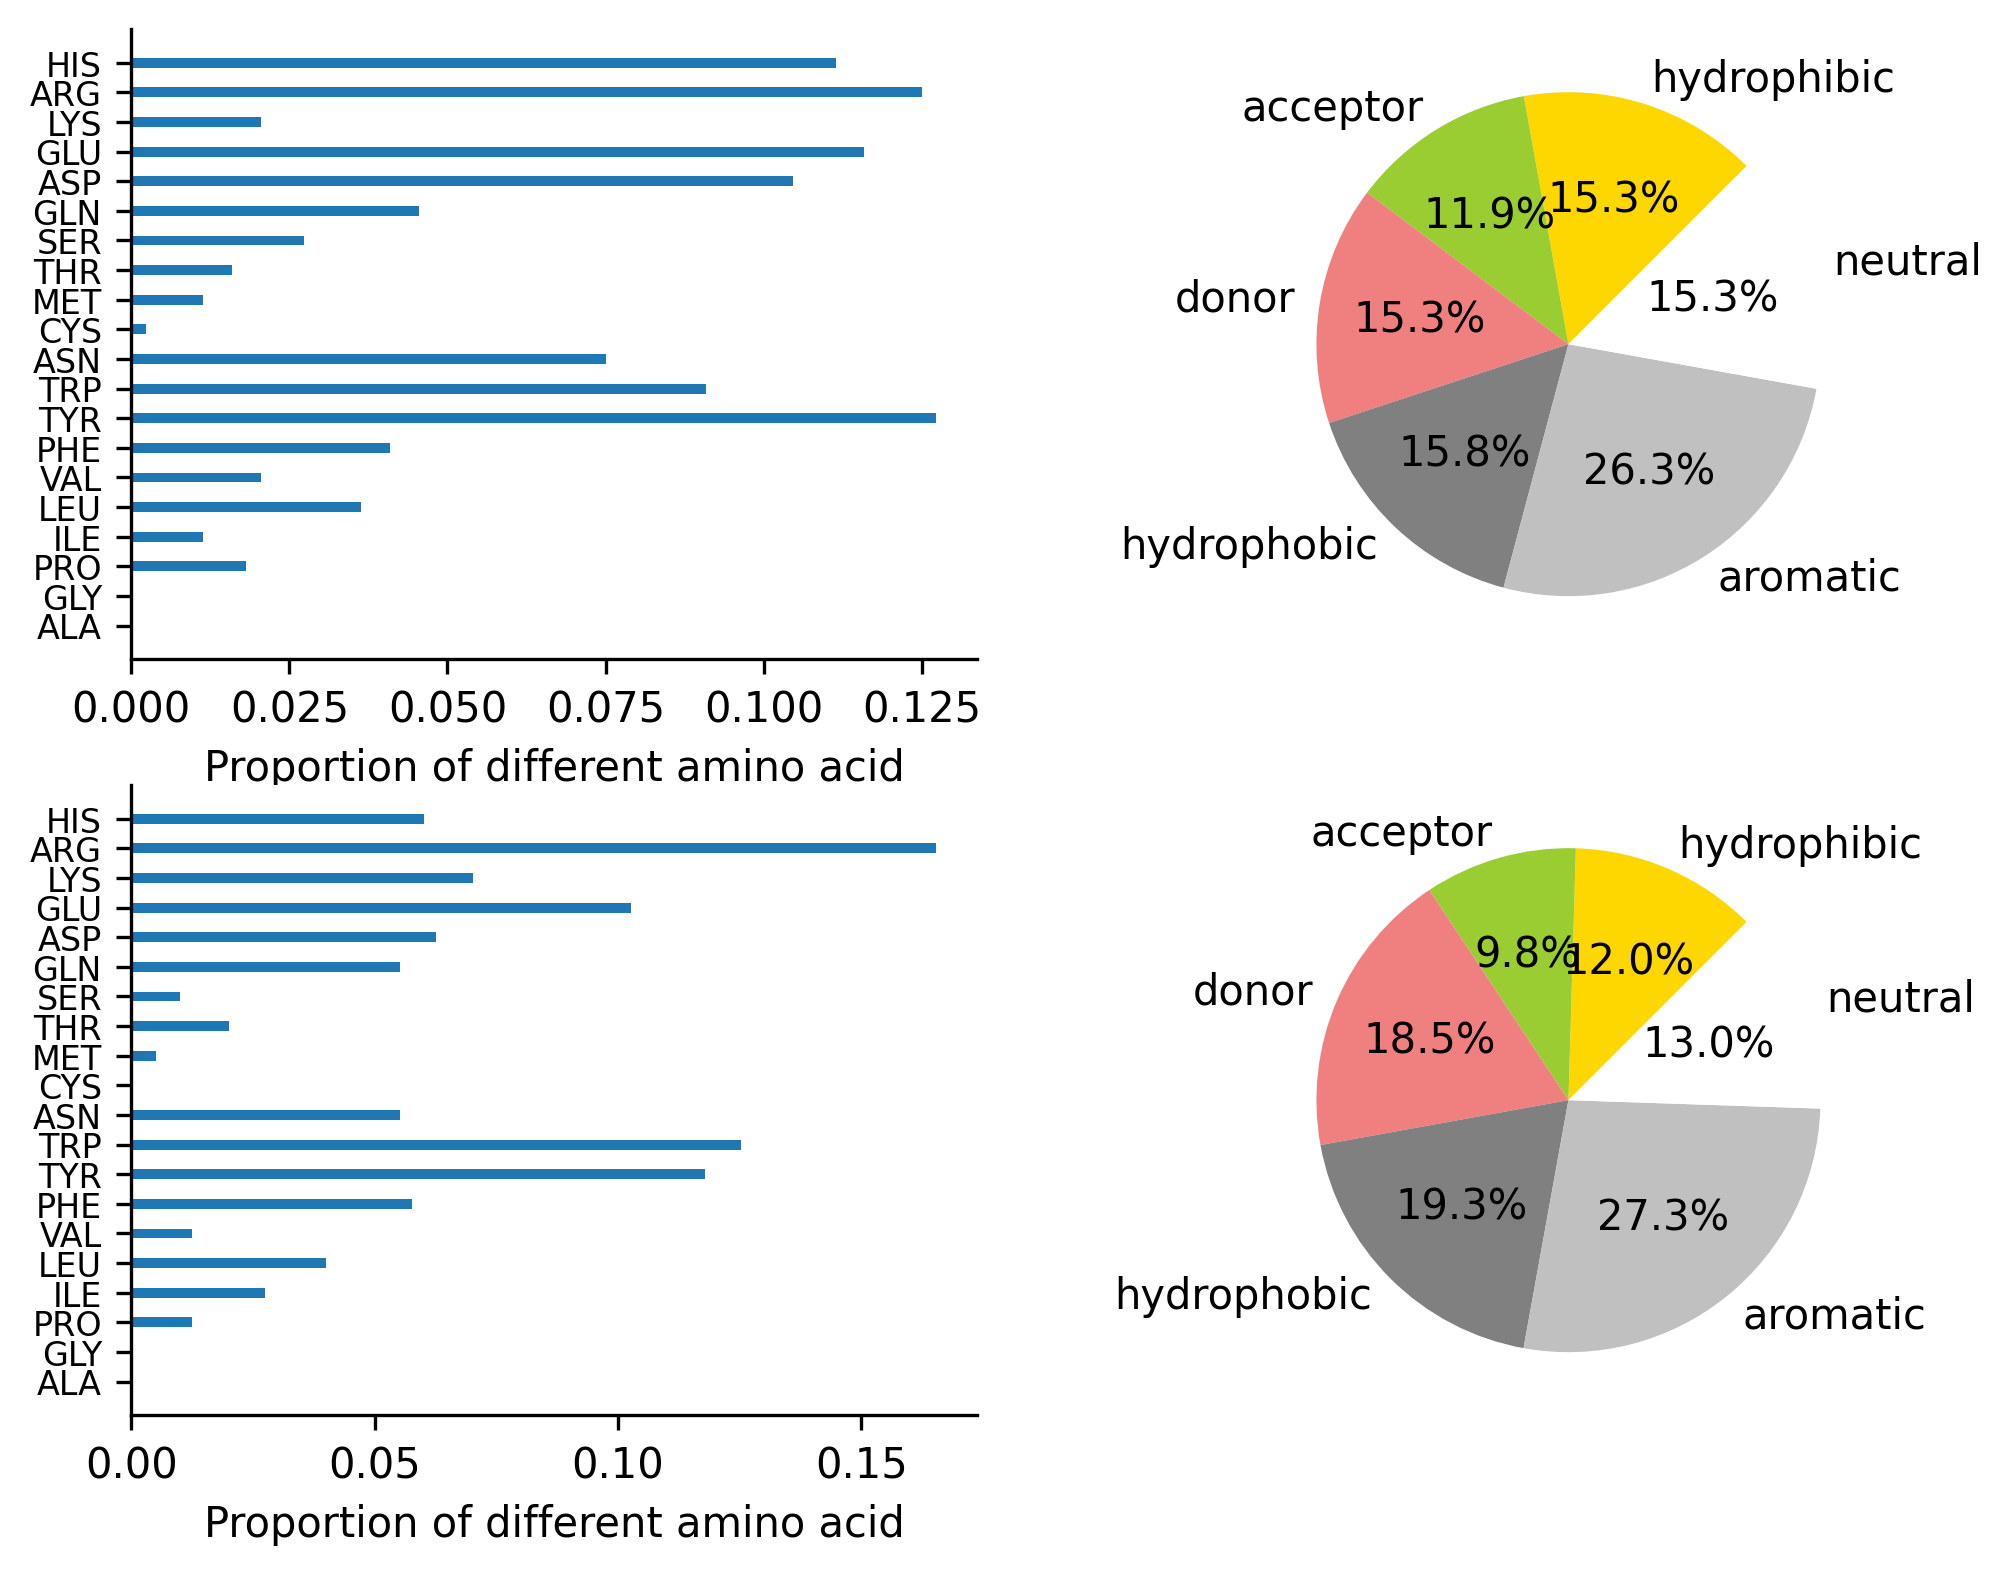 HIS
ARG
LYS
GLU
ASP
GLN
SER
THR
MET
CYS
ASN
TRP
TYR
PHE
VAL
LEU
ILE
PRO
GLY
ALA
0.000 0.025 0.050 0.075 0.100 0.125
Proportion of different amino acid
hydrophibic
acceptor
15.3%
11.9%
neutral
15.3%
donor
15.3%
15.8%
26.3%
hydrophobic
aromatic
HIS
ARG
LYS
GLU
ASP
GLN
SER
THR
MET
CYS
ASN
TRP
TYR
PHE
VAL
LEU
ILE
PRO
GLY
ALA
0.00 0.05 0.10 0.15
Proportion of different amino acid
acceptor
hydrophibic
9.8%
12.0%
donor
neutral
18.5%
13.0%
19.3%
27.3%
hydrophobic
aromatic